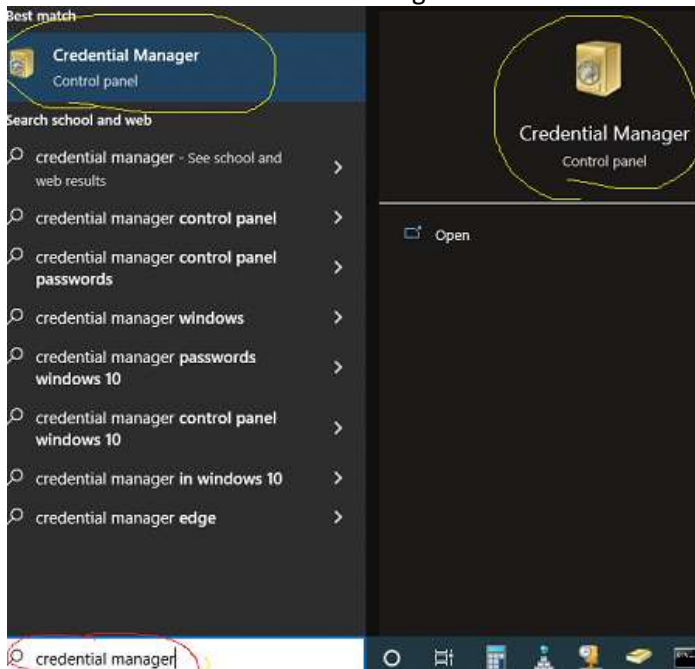 Best match
Credential Manager
Control panel
Search school and web
credential manager - See school and
web results
credential manager control panel
credential manager control panel
passwords
credential manager windows
credential manager passwords
windows 10
credential manager control panel
windows 10
credential manager in windows 10
credential manager edge
credential manager
Credential Manager
Control panel
Open